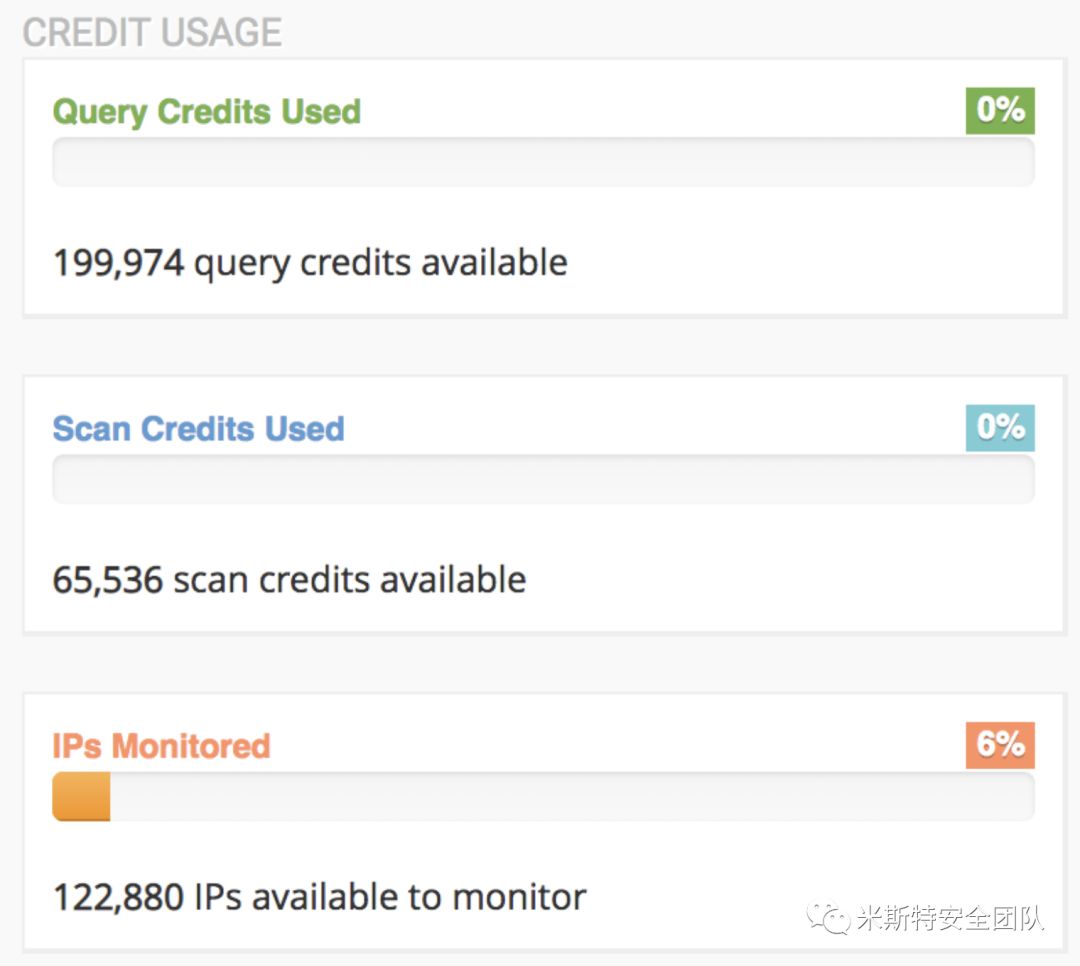 CREDIT USAGE
Query Credits Used 0%
199,974 query credits available
Scan Credits Used 0%
65,536 scan credits available
IPs Monitored 6%
122,880 IPs available to monitor
米斯特安全团队